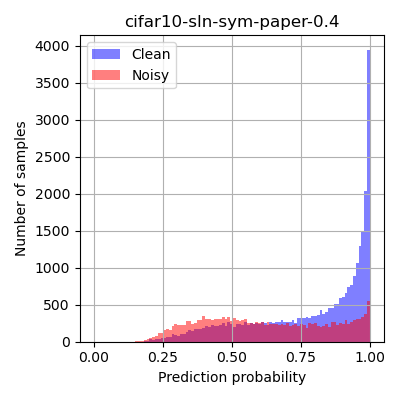 cifar10-sln-sym-paper-0.4
Clean
Noisy
Number of samples
4000
3500
3000
2500
2000
1500
1000
500
0
0.00 0.25 0.50 0.75 1.00
Prediction probability